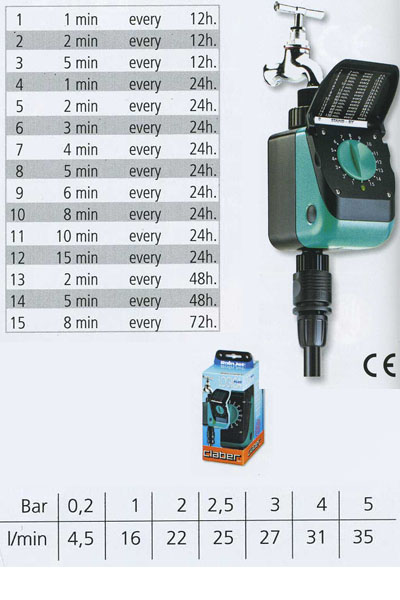 1 1 min every 12h.
2 2 min every 12h.
3 5 min every 12h.
4 1 min every 24h.
5 2 min every 24h.
6 3 min every 24h.
7 4 min every 24h.
8 5 min every 24h.
9 6 min every 24h.
10 8 min every 24h.
11 10 min every 24h.
12 15 min every 24h.
13 2 min every 48h.
14 5 min every 48h.
15 8 min every 72h.
CE
claber
Bar 0,2 1 2 2,5 3 4 5
l/min 4,5 16 22 25 27 31 35